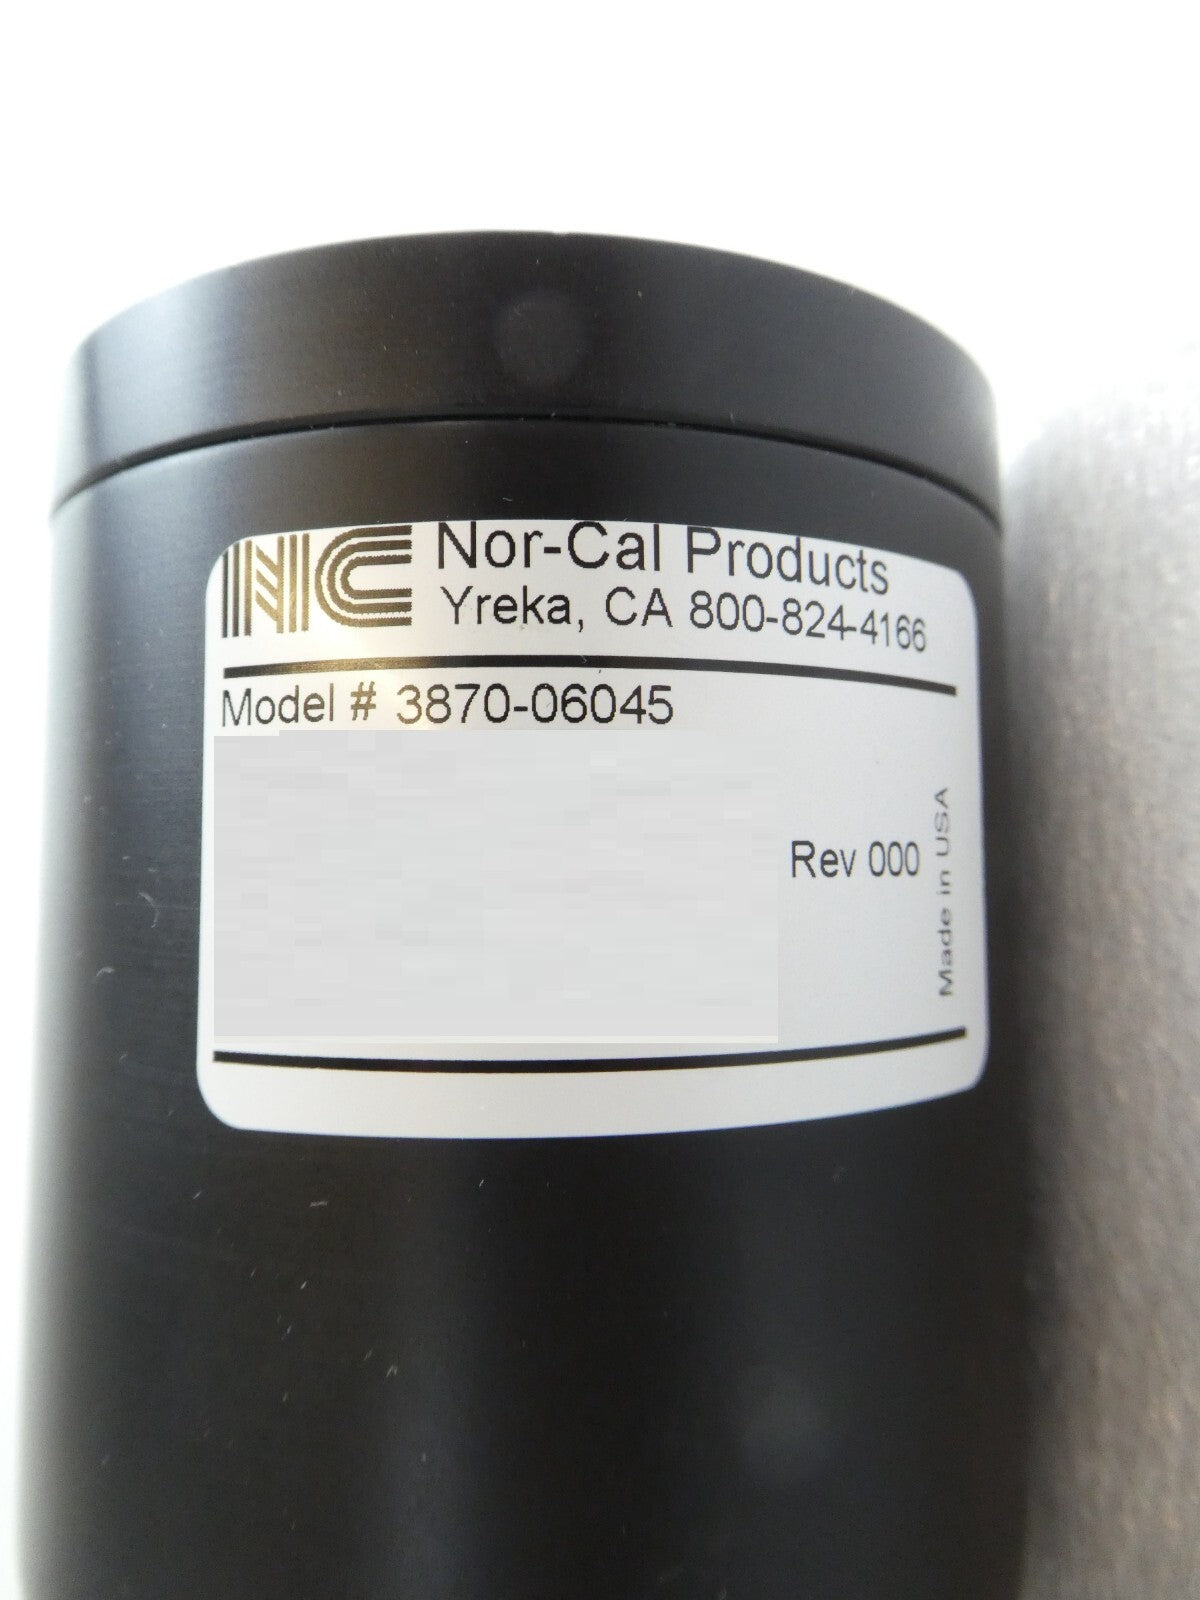 NC
Nor-Cal Products
Yreka, CA 800-824-4166
Model # 3870-06045
Rev 000
Made in USA